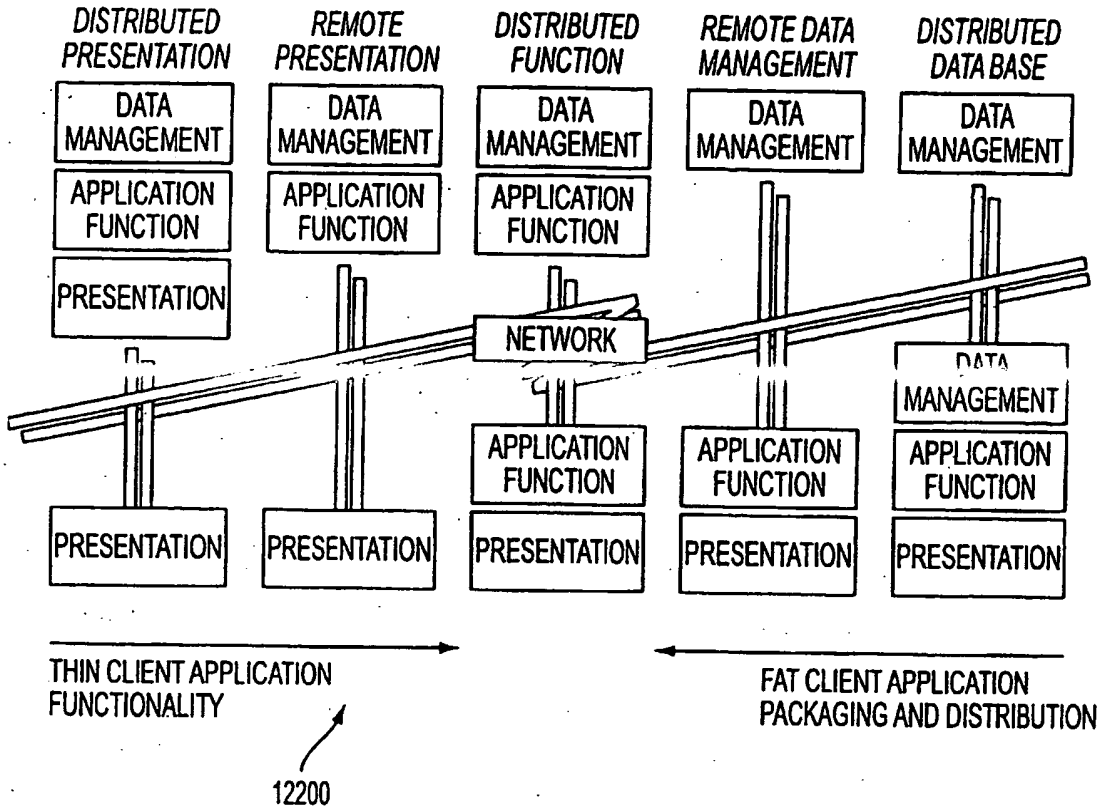 DISTRIBUTED
PRESENTATION
REMOTE
PRESENTATION
DISTRIBUTED
FUNCTION
REMOTE DATA
MANAGEMENT
DISTRIBUTED
DATA BASE
DATA
MANAGEMENT
DATA
MANAGEMENT
DATA
MANAGEMENT
DATA
MANAGEMENT
DATA
MANAGEMENT
APPLICATION
FUNCTION
APPLICATION
FUNCTION
APPLICATION
FUNCTION
PRESENTATION
NETWORK
DATA
MANAGEMENT
APPLICATION
FUNCTION
APPLICATION
FUNCTION
APPLICATION
FUNCTION
PRESENTATION
PRESENTATION
PRESENTATION
PRESENTATION
PRESENTATION
THIN CLIENT APPLICATION
FUNCTIONALITY
FAT CLIENT APPLICATION
PACKAGING AND DISTRIBUTION
12200